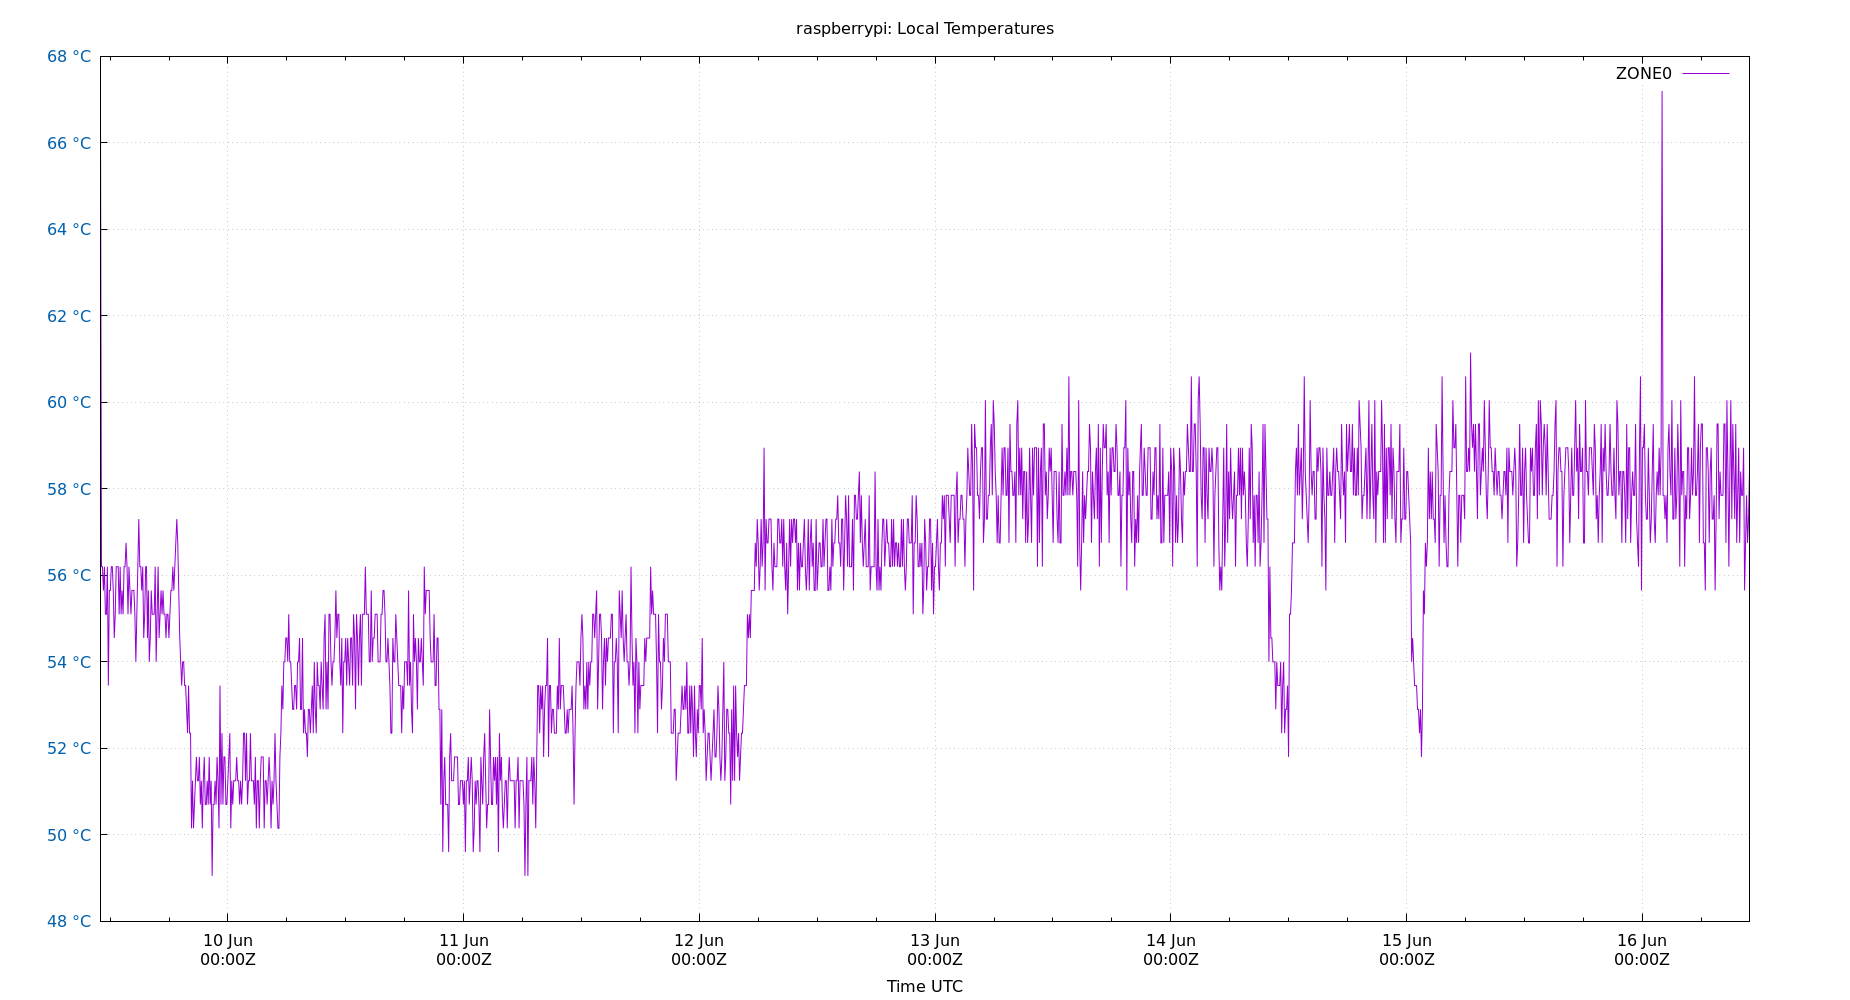 raspberrypi: Local Temperatures
ZONE0
68 °C
66 °C
64 °C
62 °C
60 °C
58 °C
56 °C
54 °C
52 °C
50 °C
48 °C
10 Jun 11 Jun 12 Jun 13 Jun 14 Jun 15 Jun 16 Jun
00:00Z 00:00Z 00:00Z 00:00Z 00:00Z 00:00Z 00:00Z
Time UTC